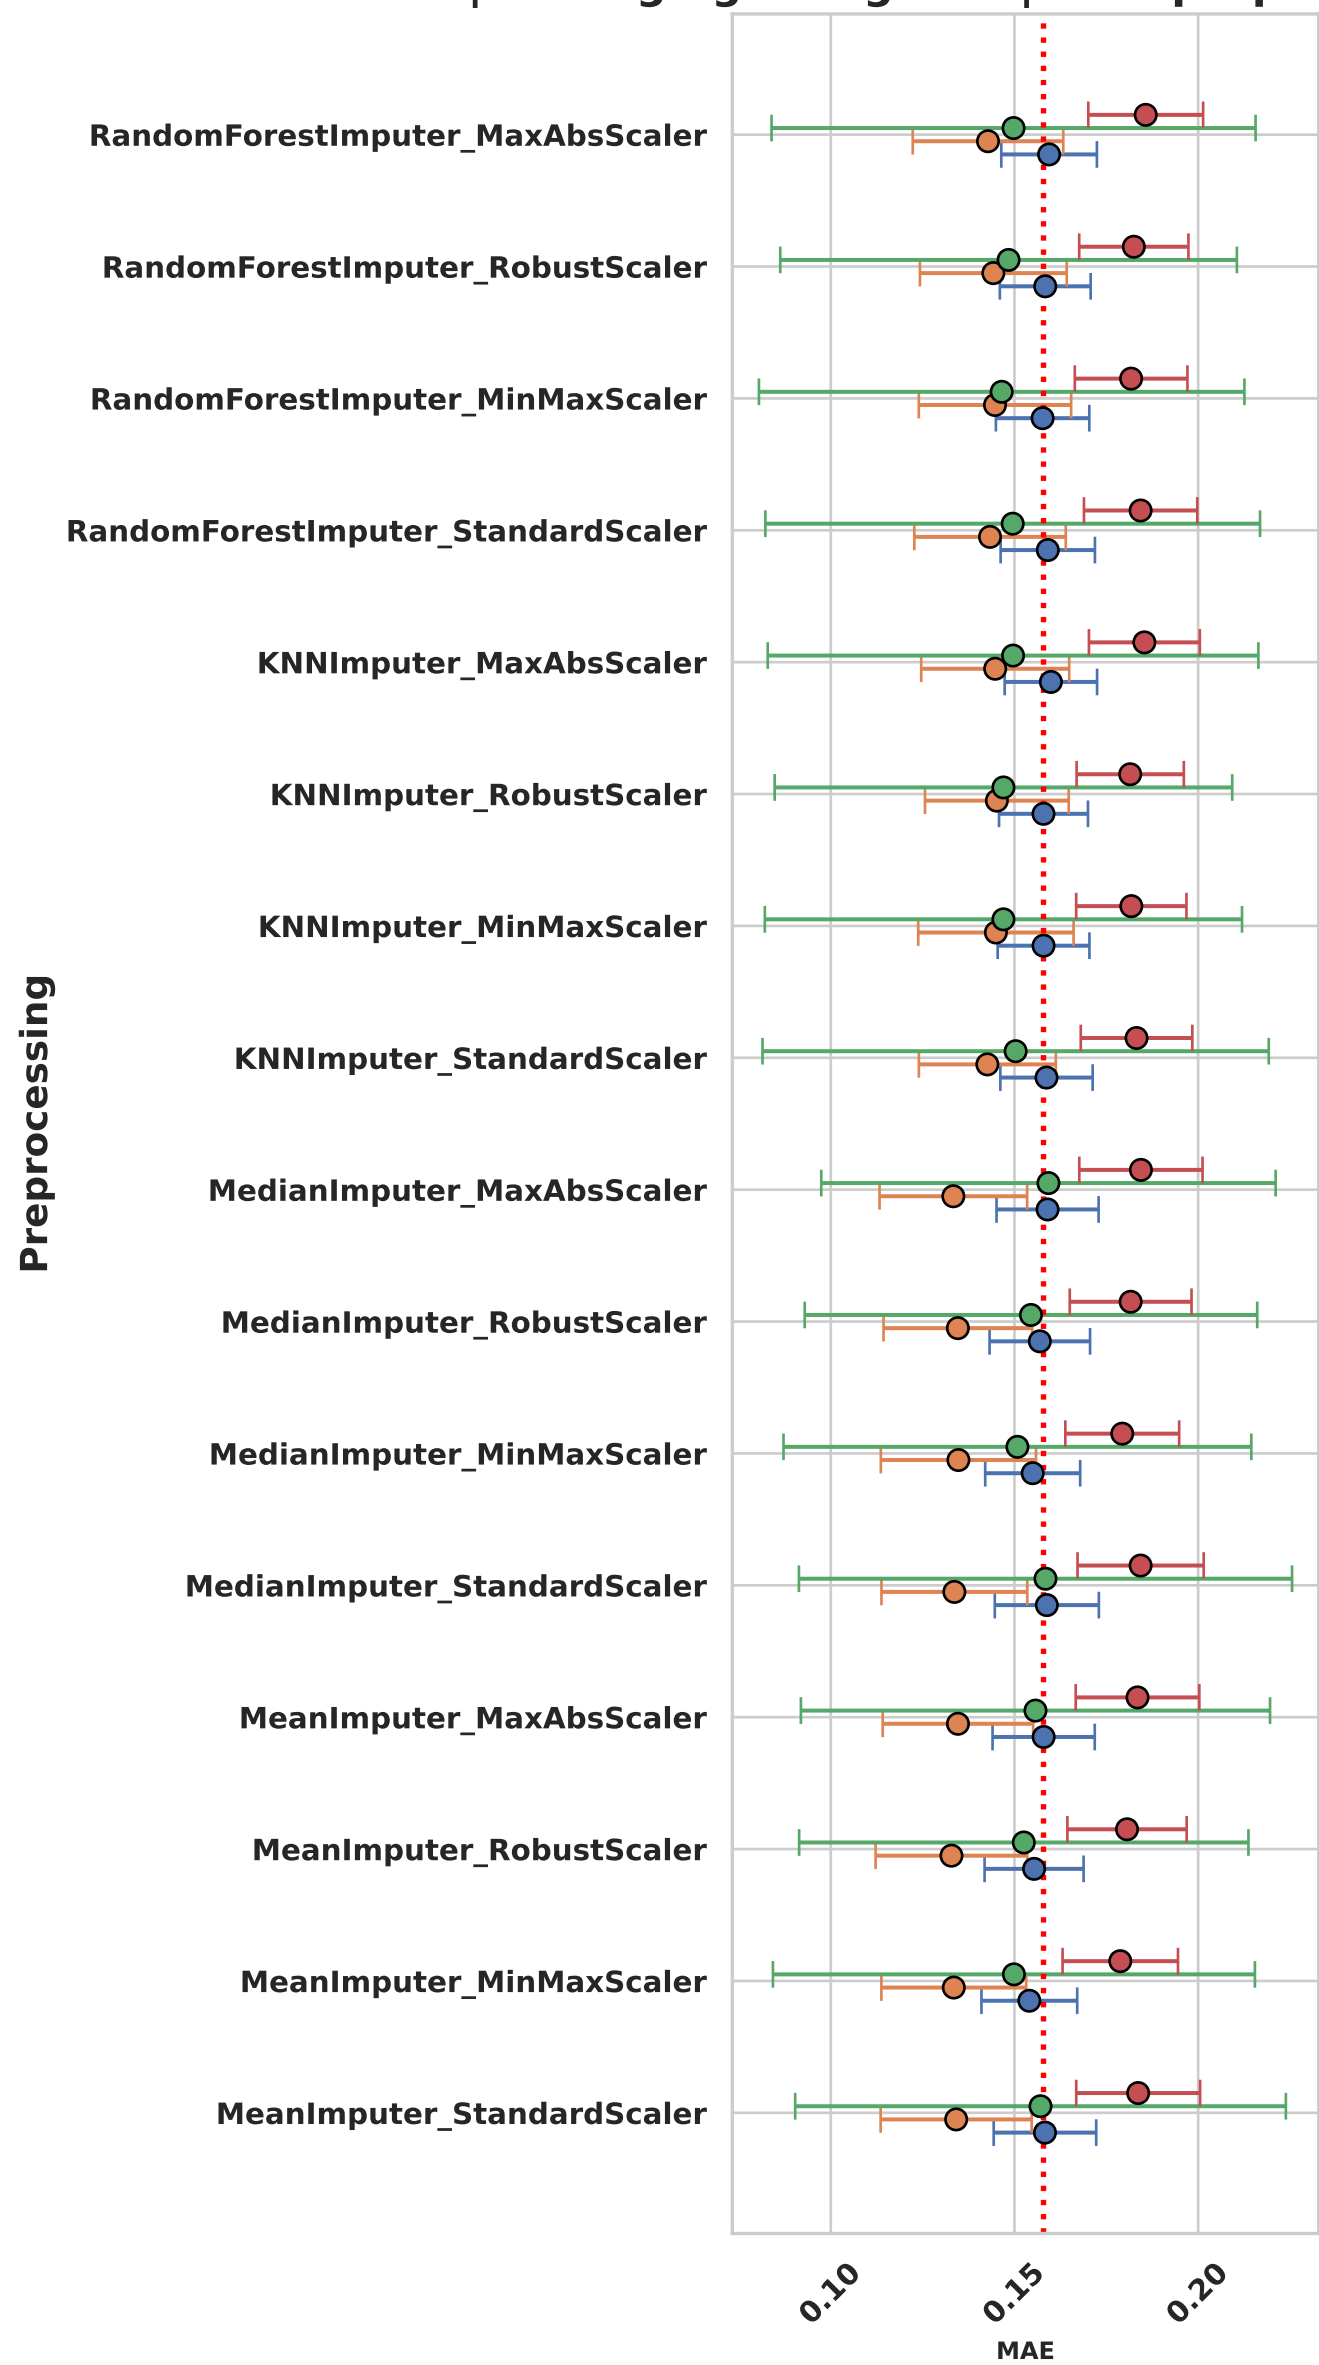 RandomForestImputer_MaxAbsScaler
RandomForestImputer_RobustScaler
RandomForestImputer_MinMaxScaler
RandomForestImputer_StandardScaler
KNNImputer_MaxAbsScaler
KNNImputer_RobustScaler
KNNImputer_MinMaxScaler
KNNImputer_StandardScaler
Preprocessing
MedianImputer_MaxAbsScaler
MedianImputer_RobustScaler
MedianImputer_MinMaxScaler
MedianImputer_StandardScaler
MeanImputer_MaxAbsScaler
MeanImputer_RobustScaler
MeanImputer_MinMaxScaler
MeanImputer_StandardScaler
0.10 0.15 0.20
MAE